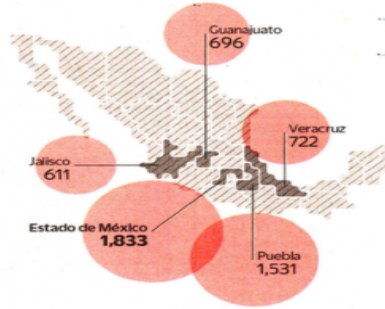 Guanajuato
696
Veracruz
722
Jalisco
611
Estado de México
1,833
Puebla
1,531